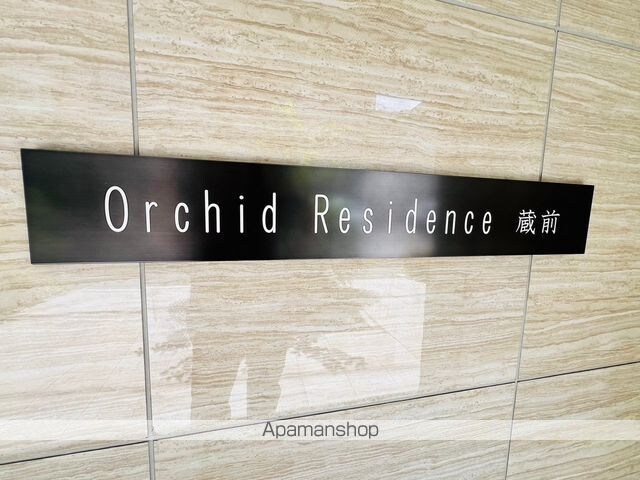 Orchid Residence 蔵前
Apamanshop